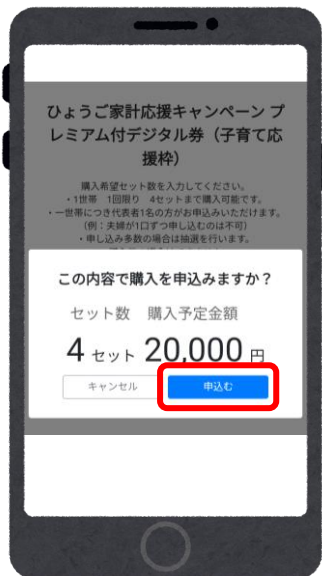 ひょうご家計応援キャンペーン プ
レミアム付デジタル券（子育て応
援枠）
購入希望セット数を入力してください。
・1世帯 1回限り 4セットまで購入可能です。
・一世帯につき代表者1名の方がお申込みいただけます。
（例：夫婦が1口ずつ申し込むのは不可）
・申し込み多数の場合は抽選を行います。
この内容で購入を申込みますか？
セット数 購入予定金額
4 セット 20,000 円
キャンセル 申込む